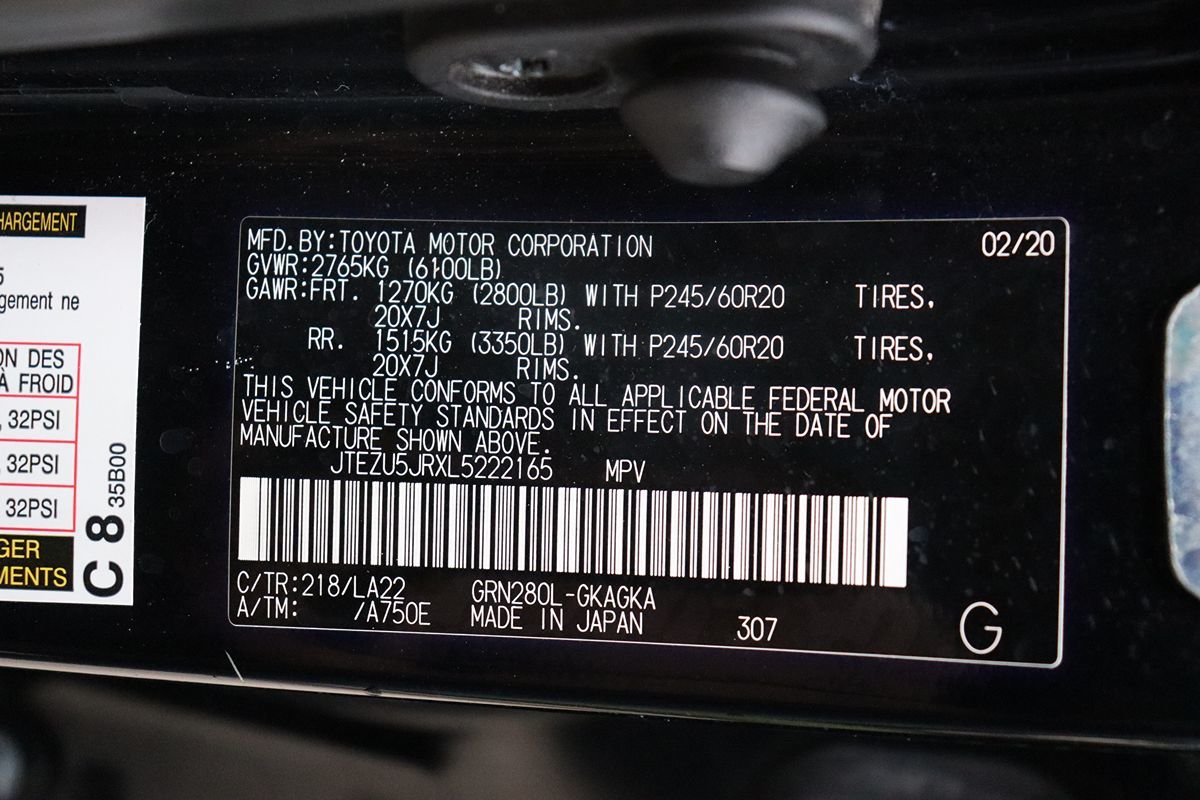 HARGEMENT
5
gement ne
ON DES
À FROID
, 32PSI
, 32PSI
32PSI
GER
MENTS
C 8 35B00
MFD.BY:TOYOTA MOTOR CORPORATION 02/20
GVWR:2765KG (6100LB)
GAWR:FRT. 1270KG (2800LB) WITH P245/60R20 TIRES,
20X7J RIMS.
RR. 1515KG (3350LB) WITH P245/60R20 TIRES,
20X7J RIMS.
THIS VEHICLE CONFORMS TO ALL APPLICABLE FEDERAL MOTOR
VEHICLE SAFETY STANDARDS IN EFFECT ON THE DATE OF
MANUFACTURE SHOWN ABOVE.
JTEZU5JRXL5222165 MPV
C/TR:218/LA22 GRN280L-GKAGKA
A/TM: /A750E MADE IN JAPAN 307 G